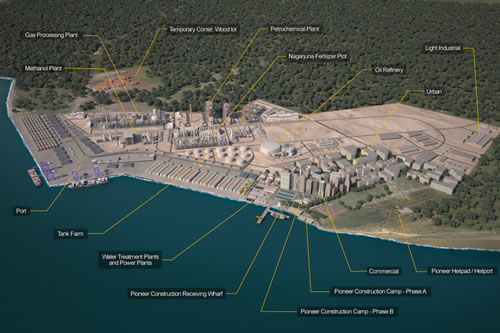 Gas Processing Plant
Temporary Const. Wood lot
Petrochemical Plant
Methanol Plant
Nagarjuna Fertilizer Plot
Light Industrial
Oil Refinery
Urban
Port
Tank Farm
Water Treatment Plants
and Power Plants
Pioneer Construction Receiving Wharf
Pioneer Construction Camp - Phase B
Pioneer Construction Camp - Phase A
Commercial
Pioneer Helipad / Heliport